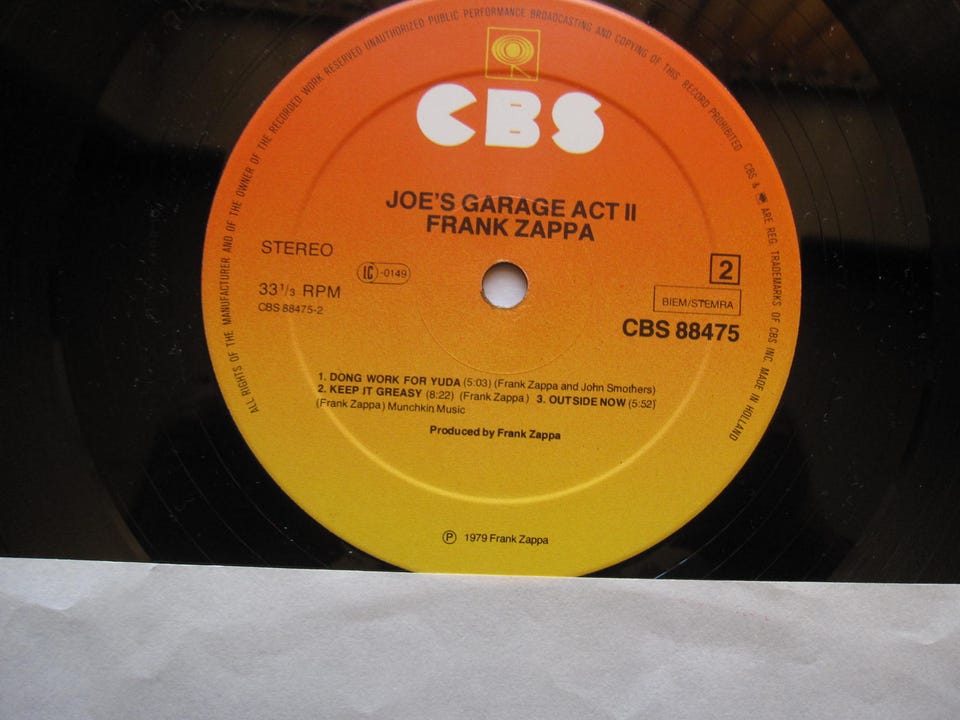 ALL RIGHTS OF THE MANUFACTURER AND OF THE OWNER OF THE RECORDED WORK RESERVED UNAUTHORIZED PUBLIC PERFORMANCE BROADCASTING AND COPYING OF THIS RECORD PROHIBITED CBS & ARE REG. TRADEMARKS OF CBS INC. MADE IN HOLLAND
CBS
JOE'S GARAGE ACT II
FRANK ZAPPA
STEREO
LC -0149
2
33 1/3 RPM
BIEM/STEMRA
CBS 88475-2
CBS 88475
1. DONG WORK FOR YUDA (5:03) (Frank Zappa and John Smothers)
2. KEEP IT GREASY (8:22) (Frank Zappa) 3. OUTSIDE NOW (5:52)
(Frank Zappa) Munchkin Music
Produced by Frank Zappa
Ⓟ 1979 Frank Zappa